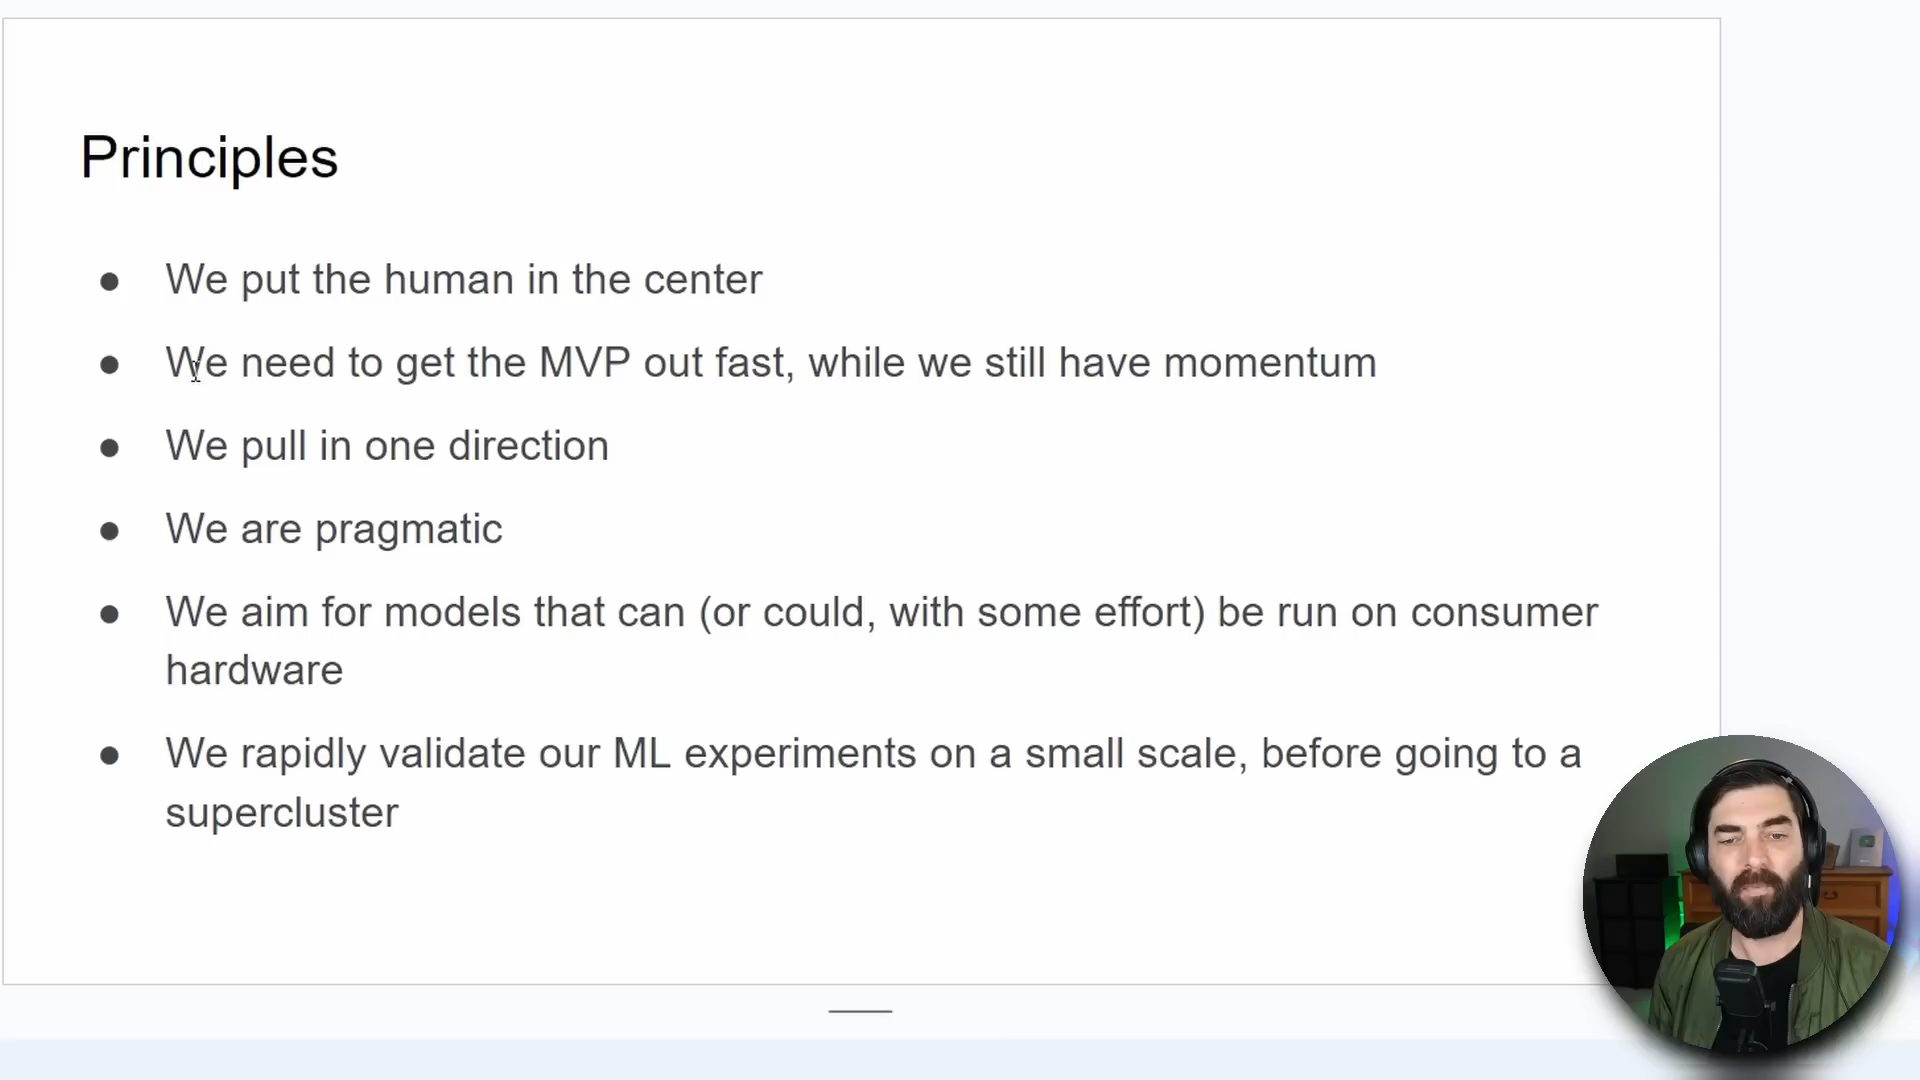 Principles
● We put the human in the center
● We need to get the MVP out fast, while we still have momentum
● We pull in one direction
● We are pragmatic
● We aim for models that can (or could, with some effort) be run on consumer
hardware
● We rapidly validate our ML experiments on a small scale, before going to a
supercluster